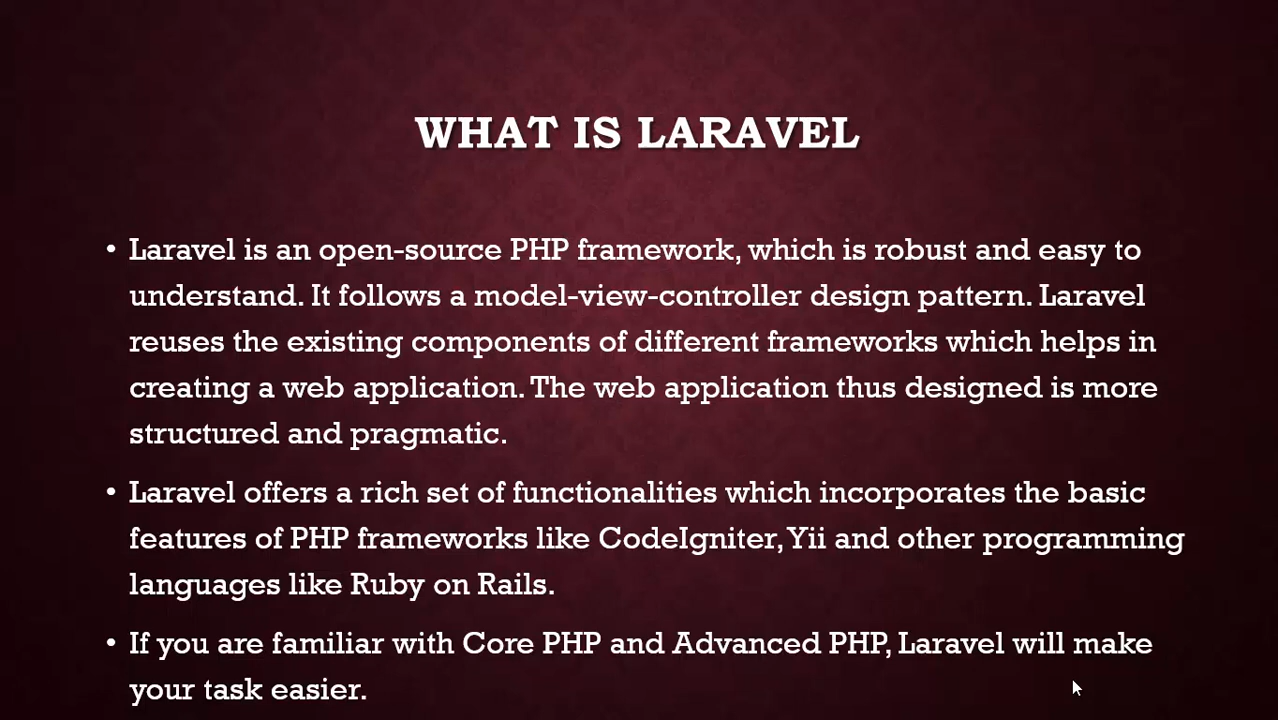 WHAT IS LARAVEL
• Laravel is an open-source PHP framework, which is robust and easy to
understand. It follows a model-view-controller design pattern. Laravel
reuses the existing components of different frameworks which helps in
creating a web application. The web application thus designed is more
structured and pragmatic.
• Laravel offers a rich set of functionalities which incorporates the basic
features of PHP frameworks like CodeIgniter, Yii and other programming
languages like Ruby on Rails.
• If you are familiar with Core PHP and Advanced PHP, Laravel will make
your task easier.